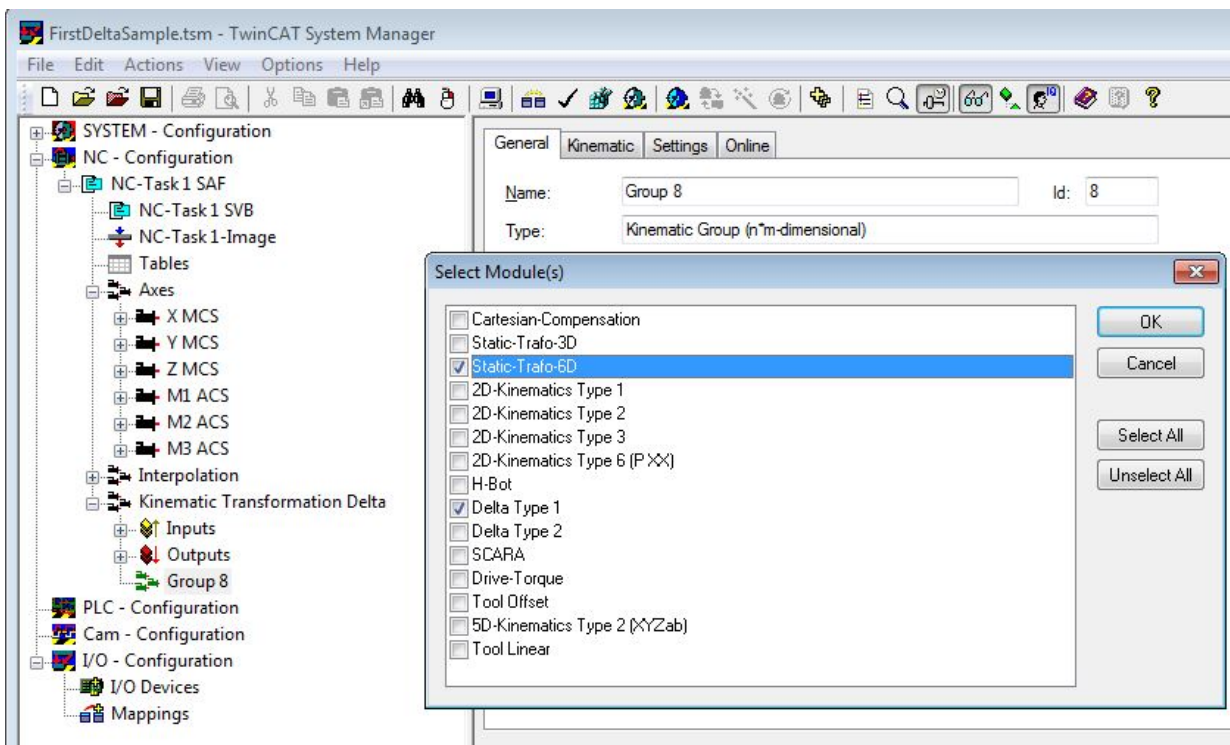 FirstDeltaSample.tsm - TwinCAT System Manager
File Edit Actions View Options Help
SYSTEM - Configuration
NC - Configuration
NC-Task 1 SAF
NC-Task 1 SVB
NC-Task 1-Image
Tables
Axes
X MCS
Y MCS
Z MCS
M1 ACS
M2 ACS
M3 ACS
Interpolation
Kinematic Transformation Delta
Inputs
Outputs
Group 8
PLC - Configuration
Cam - Configuration
I/O - Configuration
I/O Devices
Mappings
General Kinematic Settings Online
Name: Group 8 Id: 8
Type: Kinematic Group (n*m-dimensional)
Select Module(s)
Cartesian-Compensation
Static-Trafo-3D
Static-Trafo-6D
2D-Kinematics Type 1
2D-Kinematics Type 2
2D-Kinematics Type 3
2D-Kinematics Type 6 (P XX)
H-Bot
Delta Type 1
Delta Type 2
SCARA
Drive-Torque
Tool Offset
5D-Kinematics Type 2 (XYZab)
Tool Linear
OK
Cancel
Select All
Unselect All